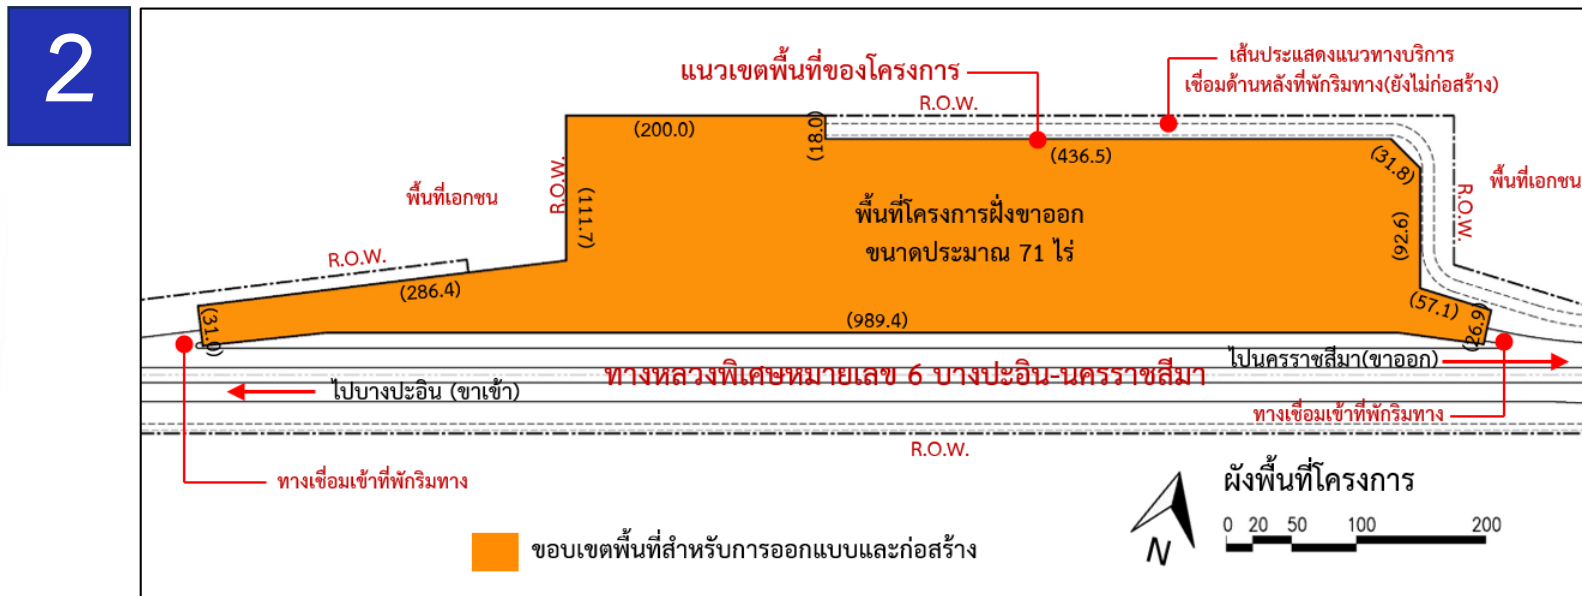 2
เส้นประแสดงแนวทางบริการ
เชื่อมด้านหลังที่พักริมทาง(ยังไม่ก่อสร้าง)
แนวเขตพื้นที่ของโครงการ
R.O.W.
(200.0)
(18.0)
(436.5)
(31.8)
พื้นที่เอกชน
R.O.W.
(111.7)
พื้นที่โครงการฝั่งขาออก
ขนาดประมาณ 71 ไร่
(92.6)
R.O.W.
พื้นที่เอกชน
R.O.W.
(286.4)
(31.0)
(989.4)
(57.1)
(26.9)
ไปนครราชสีมา(ขาออก)
ทางหลวงพิเศษหมายเลข 6 บางปะอิน-นครราชสีมา
ไปบางปะอิน (ขาเข้า)
ทางเชื่อมเข้าที่พักริมทาง
R.O.W.
ทางเชื่อมเข้าที่พักริมทาง
ผังพื้นที่โครงการ
0 20 50 100 200
N
ขอบเขตพื้นที่สำหรับการออกแบบและก่อสร้าง